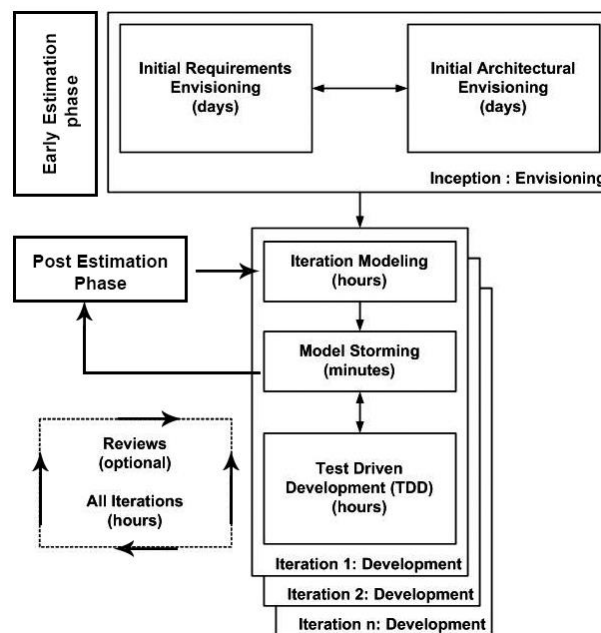 Early Estimation
phase
Initial Requirements
Envisioning
(days)
Initial Architectural
Envisioning
(days)
Inception : Envisioning
Post Estimation
Phase
Iteration Modeling
(hours)
Model Storming
(minutes)
Reviews
(optional)
All Iterations
(hours)
Test Driven
Development (TDD)
(hours)
Iteration 1: Development
Iteration 2: Development
Iteration n: Development